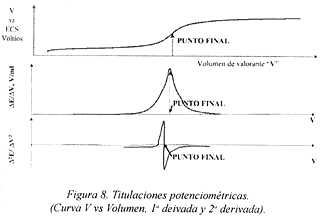 V
vs
ECS
Voltios
PUNTO FINAL
Volumen de valorante "V"
ΔE/ΔV, V/ml
PUNTO FINAL
V
Δ²E/ΔV²
PUNTO FINAL
V
Figura 8. Titulaciones potenciométricas.
(Curva V vs Volumen, 1ª deivada y 2ª derivada).